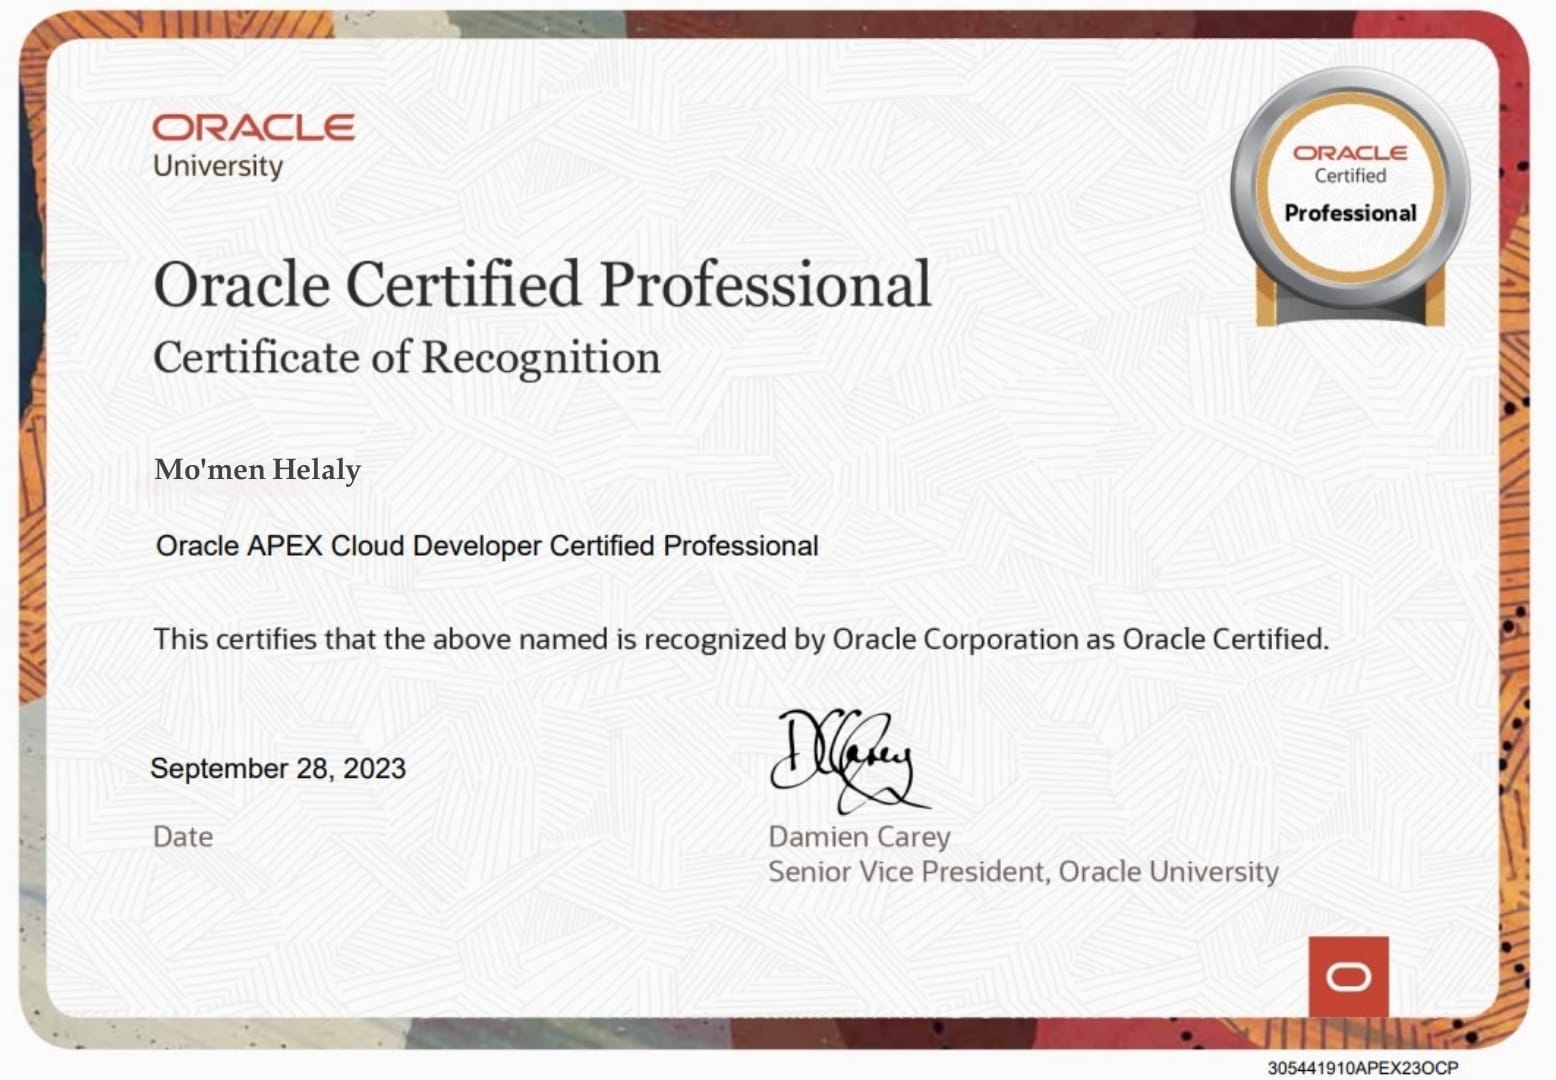 ORACLE
University
ORACLE
Certified
Professional
Oracle Certified Professional
Certificate of Recognition
Mo'men Helaly
Oracle APEX Cloud Developer Certified Professional
This certifies that the above named is recognized by Oracle Corporation as Oracle Certified.
September 28, 2023
Date
Damien Carey
Senior Vice President, Oracle University
305441910APEX23OCP